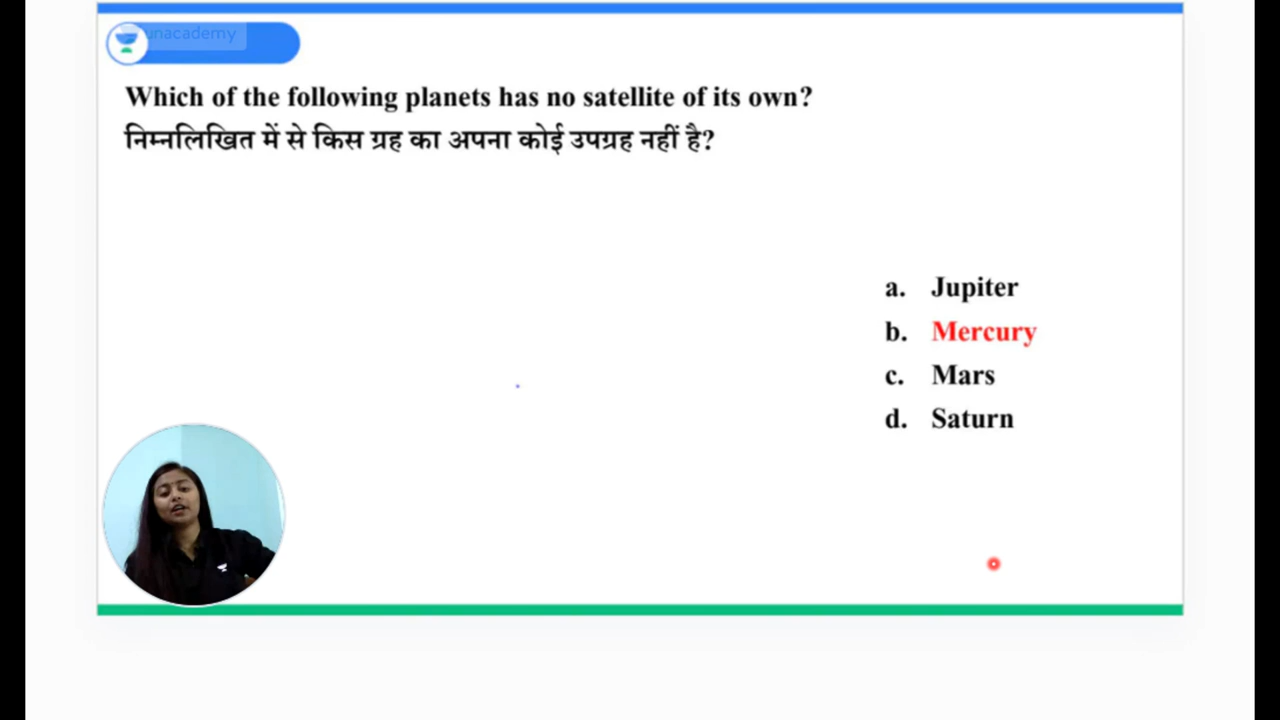 unacademy
Which of the following planets has no satellite of its own?
निम्नलिखित में से किस ग्रह का अपना कोई उपग्रह नहीं है?
a. Jupiter
b. Mercury
c. Mars
d. Saturn